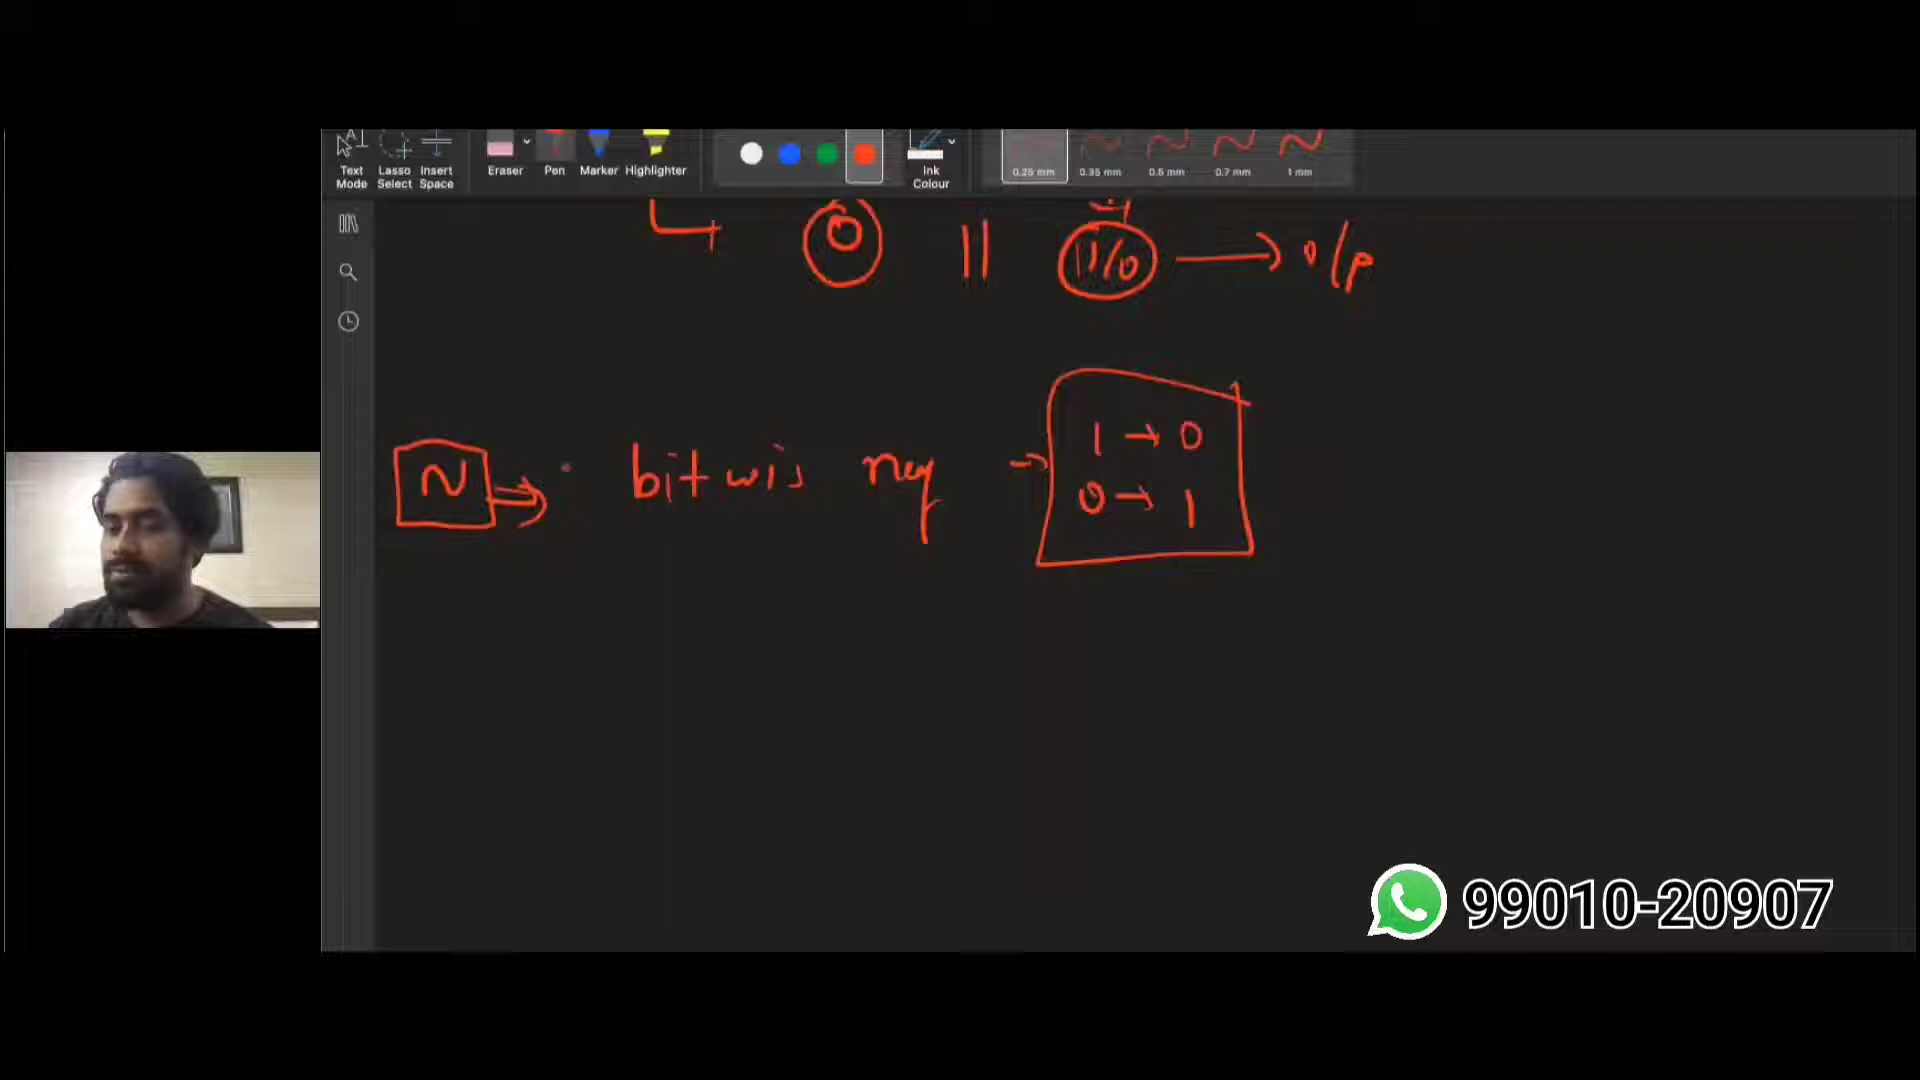 Text Mode Lasso Select Insert Space Eraser Pen Marker Highlighter Ink Colour 0.25 mm 0.35 mm 0.5 mm 0.7 mm 1 mm
0 || 11/0 → o/p
~ ⇒ bitwis neg → 1 → 0
0 → 1
99010-20907